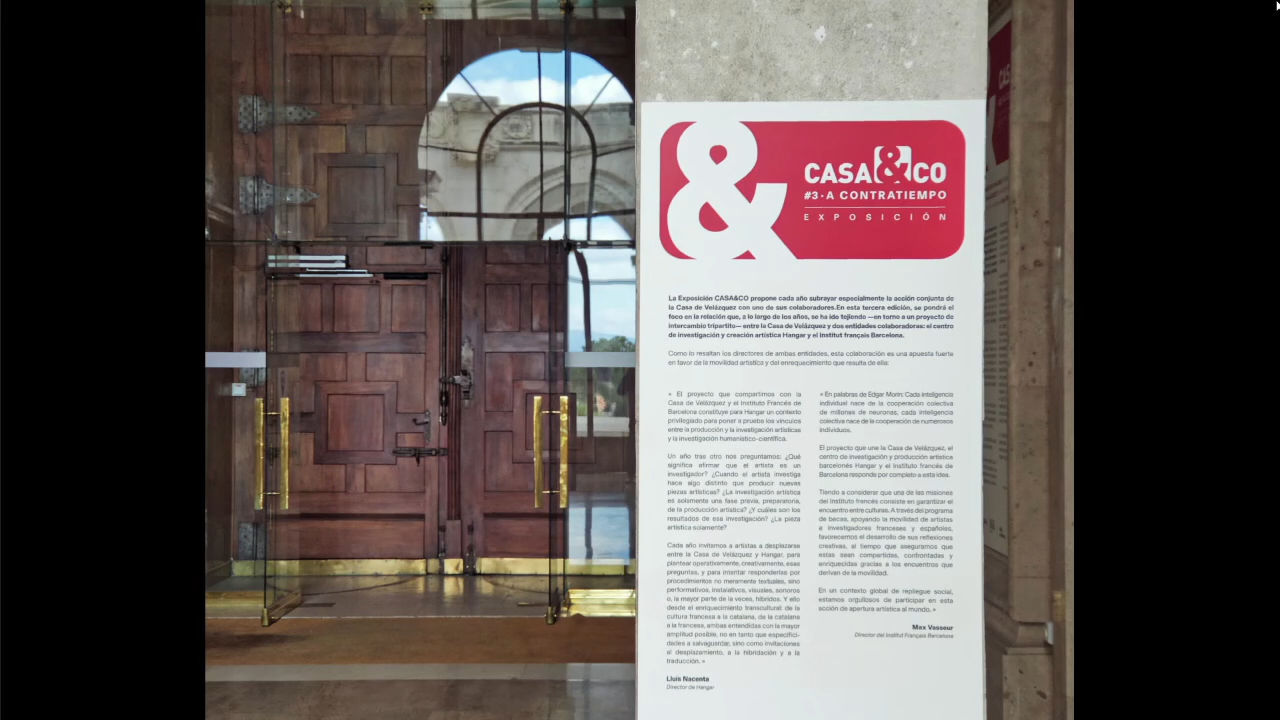 &
CASA&CO
#3·A CONTRATIEMPO
EXPOSICIÓN
La Exposición CASA&CO propone cada año subrayar especialmente la acción conjunta de
la Casa de Velázquez con uno de sus colaboradores.En esta tercera edición, se pondrá el
foco en la relación que, a lo largo de los años, se ha ido tejiendo —en torno a un proyecto de
intercambio tripartito— entre la Casa de Velázquez y dos entidades colaboradoras: el centro
de investigación y creación artística Hangar y el Institut français Barcelona.
Como lo resaltan los directores de ambas entidades, esta colaboración es una apuesta fuerte
en favor de la movilidad artística y del enriquecimiento que resulta de ella:
« El proyecto que compartimos con la
Casa de Velázquez y el Instituto Francés de
Barcelona constituye para Hangar un contexto
privilegiado para poner a prueba los vínculos
entre la producción y la investigación artísticas
y la investigación humanístico-científica.
Un año tras otro nos preguntamos: ¿Qué
significa afirmar que el artista es un
investigador? ¿Cuando el artista investiga
hace algo distinto que producir nuevas
piezas artísticas? ¿La investigación artística
es solamente una fase previa, preparatoria,
de la producción artística? ¿Y cuáles son los
resultados de esa investigación? ¿La pieza
artística solamente?
Cada año invitamos a artistas a desplazarse
entre la Casa de Velázquez y Hangar, para
plantear operativamente, creativamente, esas
preguntas, y para intentar responderlas por
procedimientos no meramente textuales, sino
performativos, instalativos, visuales, sonoros
o, la mayor parte de la veces, híbridos. Y ello
desde el enriquecimiento transcultural: de la
cultura francesa a la catalana, de la catalana
a la francesa, ambas entendidas con la mayor
amplitud posible, no en tanto que especifici-
dades a salvaguardar, sino como invitaciones
al desplazamiento, a la hibridación y a la
traducción. »
Lluís Nacenta
Director de Hangar
« En palabras de Edgar Morin: Cada inteligencia
individual nace de la cooperación colectiva
de millones de neuronas, cada inteligencia
colectiva nace de la cooperación de numerosos
individuos.
El proyecto que une la Casa de Velázquez, el
centro de investigación y producción artística
barcelonés Hangar y el Instituto francés de
Barcelona responde por completo a esta idea.
Tiendo a considerar que una de las misiones
del Instituto francés consiste en garantizar el
encuentro entre culturas. A través del programa
de becas, apoyando la movilidad de artistas
e investigadores franceses y españoles,
favorecemos el desarrollo de sus reflexiones
creativas, al tiempo que aseguramos que
estas sean compartidas, confrontadas y
enriquecidas gracias a los encuentros que
derivan de la movilidad.
En un contexto global de repliegue social,
estamos orgullosos de participar en esta
acción de apertura artística al mundo. »
Max Vasseur
Director del Institut Français Barcelona